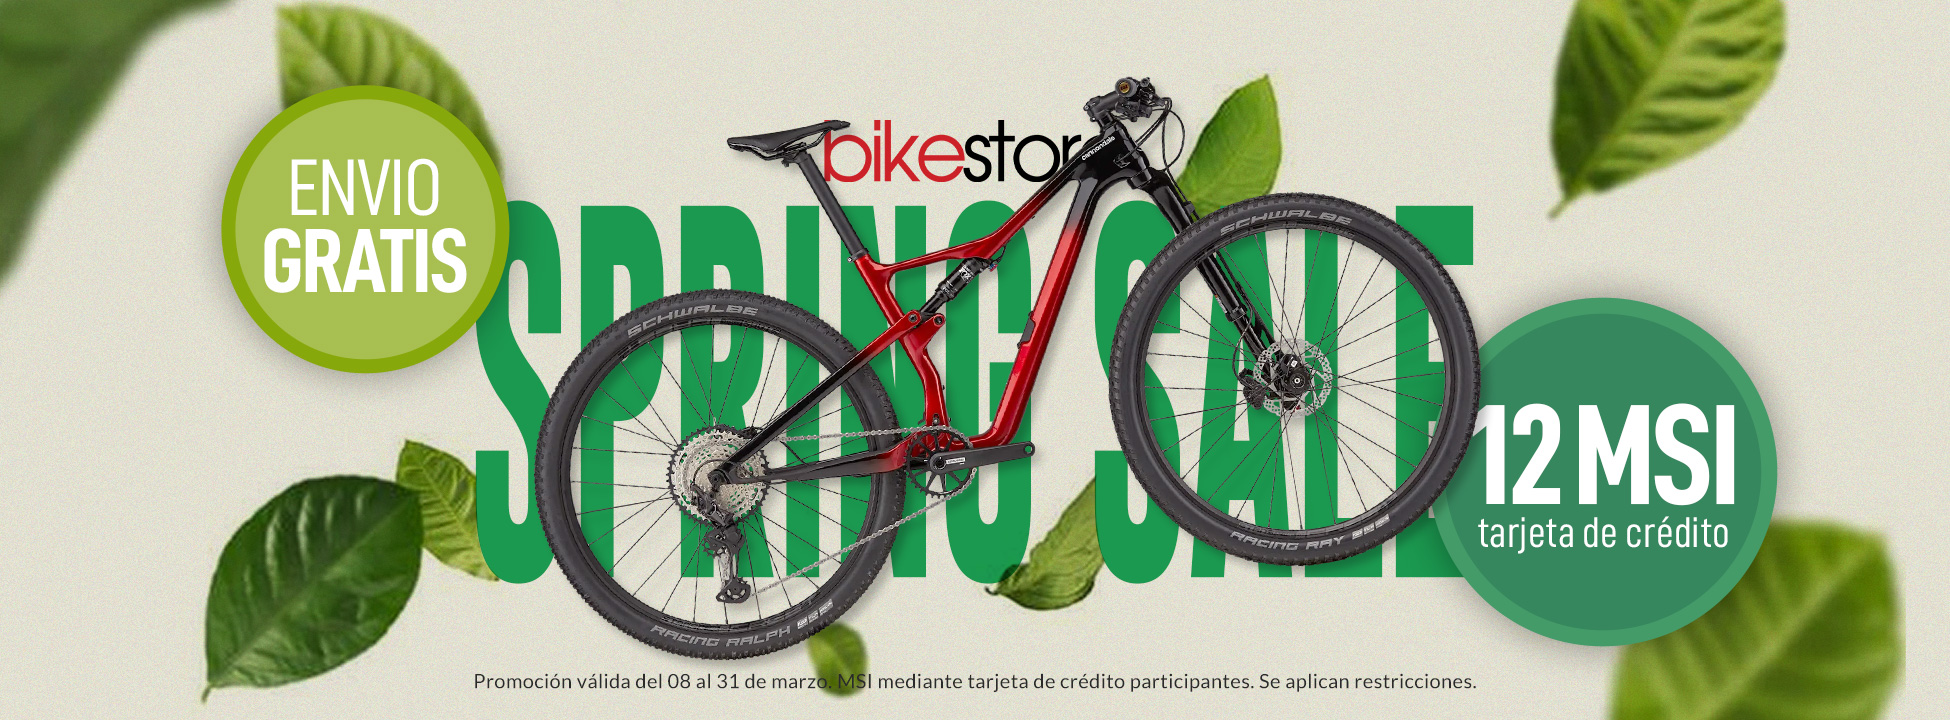 ENVIO
GRATIS
bikestor
SPRING SALE
cannondale
SCHWALBE
SCHWALBE
RACING RAY
RACING RALPH
12 MSI
tarjeta de crédito
Promoción válida del 08 al 31 de marzo. MSI mediante tarjeta de crédito participantes. Se aplican restricciones.